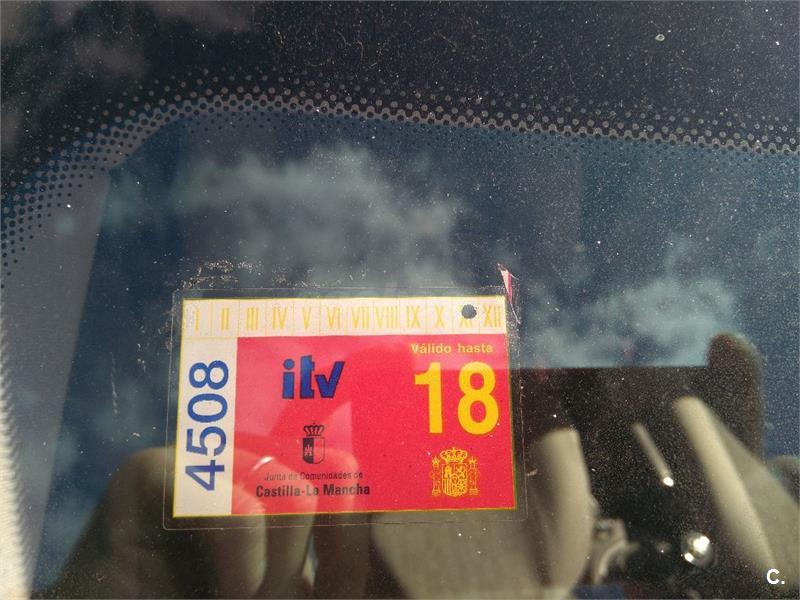 I II III IV V VI VII VIII IX X XI XII
Válido hasta
itv
18
4508
Junta de Comunidades de
Castilla-La Mancha
C.